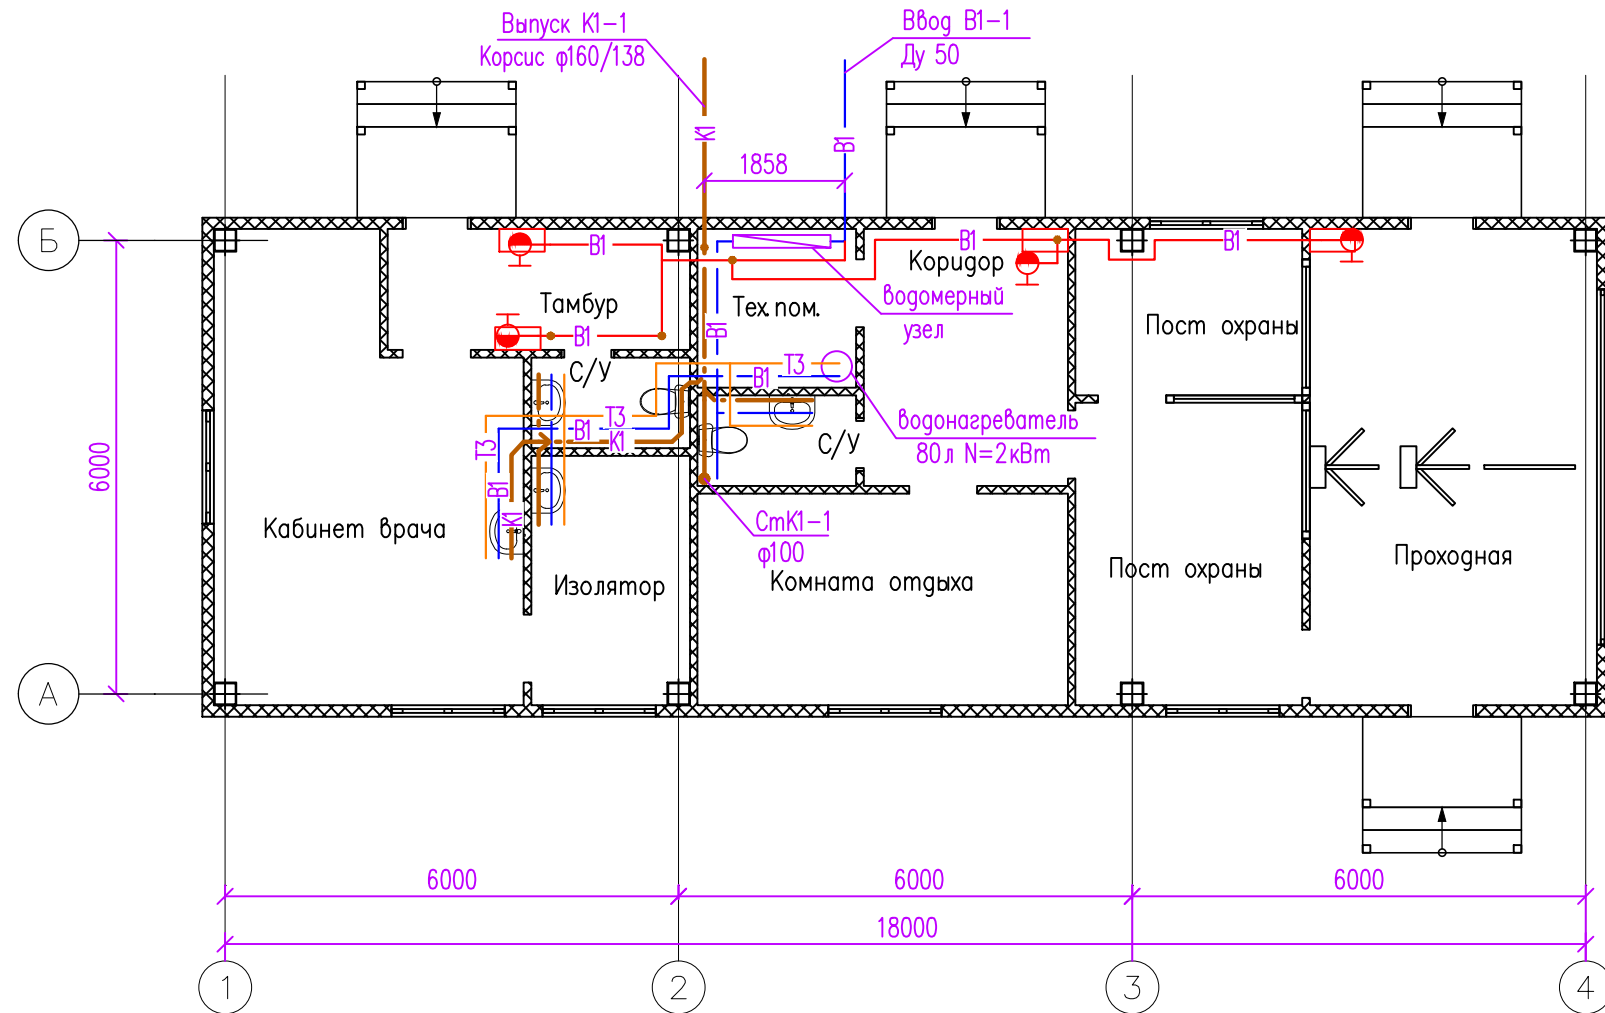 Выпуск К1-1
Корсис ф160/138
Ввод В1-1
Ду 50
К1
В1
1858
Б
В1
В1
В1
Коридор
Тамбур
Тех.пом.
водомерный
узел
Пост охраны
В1
В1
С/У
Т3
В1
Т3
В1
К1
Т3
водонагреватель
80л N=2кВт
С/У
6000
В1
К1
СтК1-1
ф100
Кабинет врача
Изолятор
Комната отдыха
Пост охраны
Проходная
А
6000
6000
6000
18000
1
2
3
4